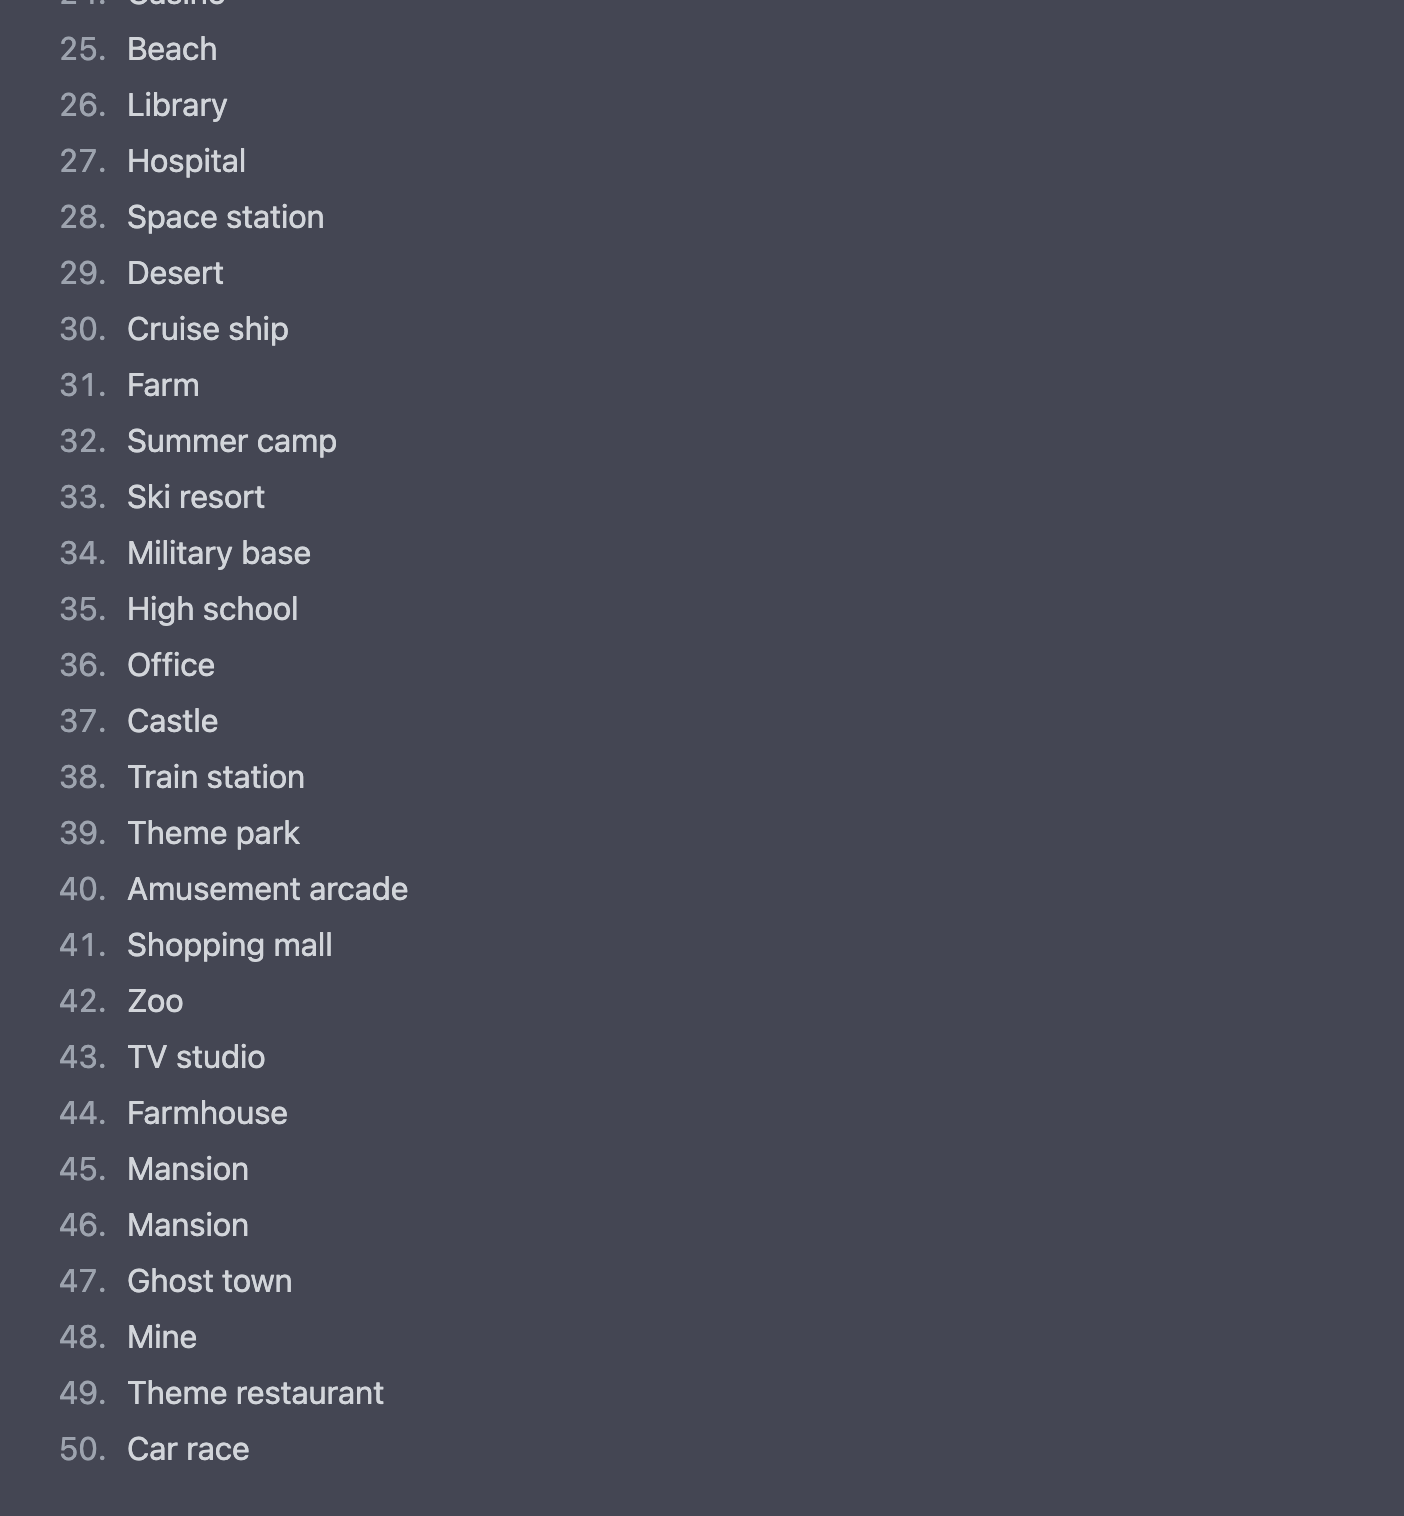 24. Casino
25. Beach
26. Library
27. Hospital
28. Space station
29. Desert
30. Cruise ship
31. Farm
32. Summer camp
33. Ski resort
34. Military base
35. High school
36. Office
37. Castle
38. Train station
39. Theme park
40. Amusement arcade
41. Shopping mall
42. Zoo
43. TV studio
44. Farmhouse
45. Mansion
46. Mansion
47. Ghost town
48. Mine
49. Theme restaurant
50. Car race